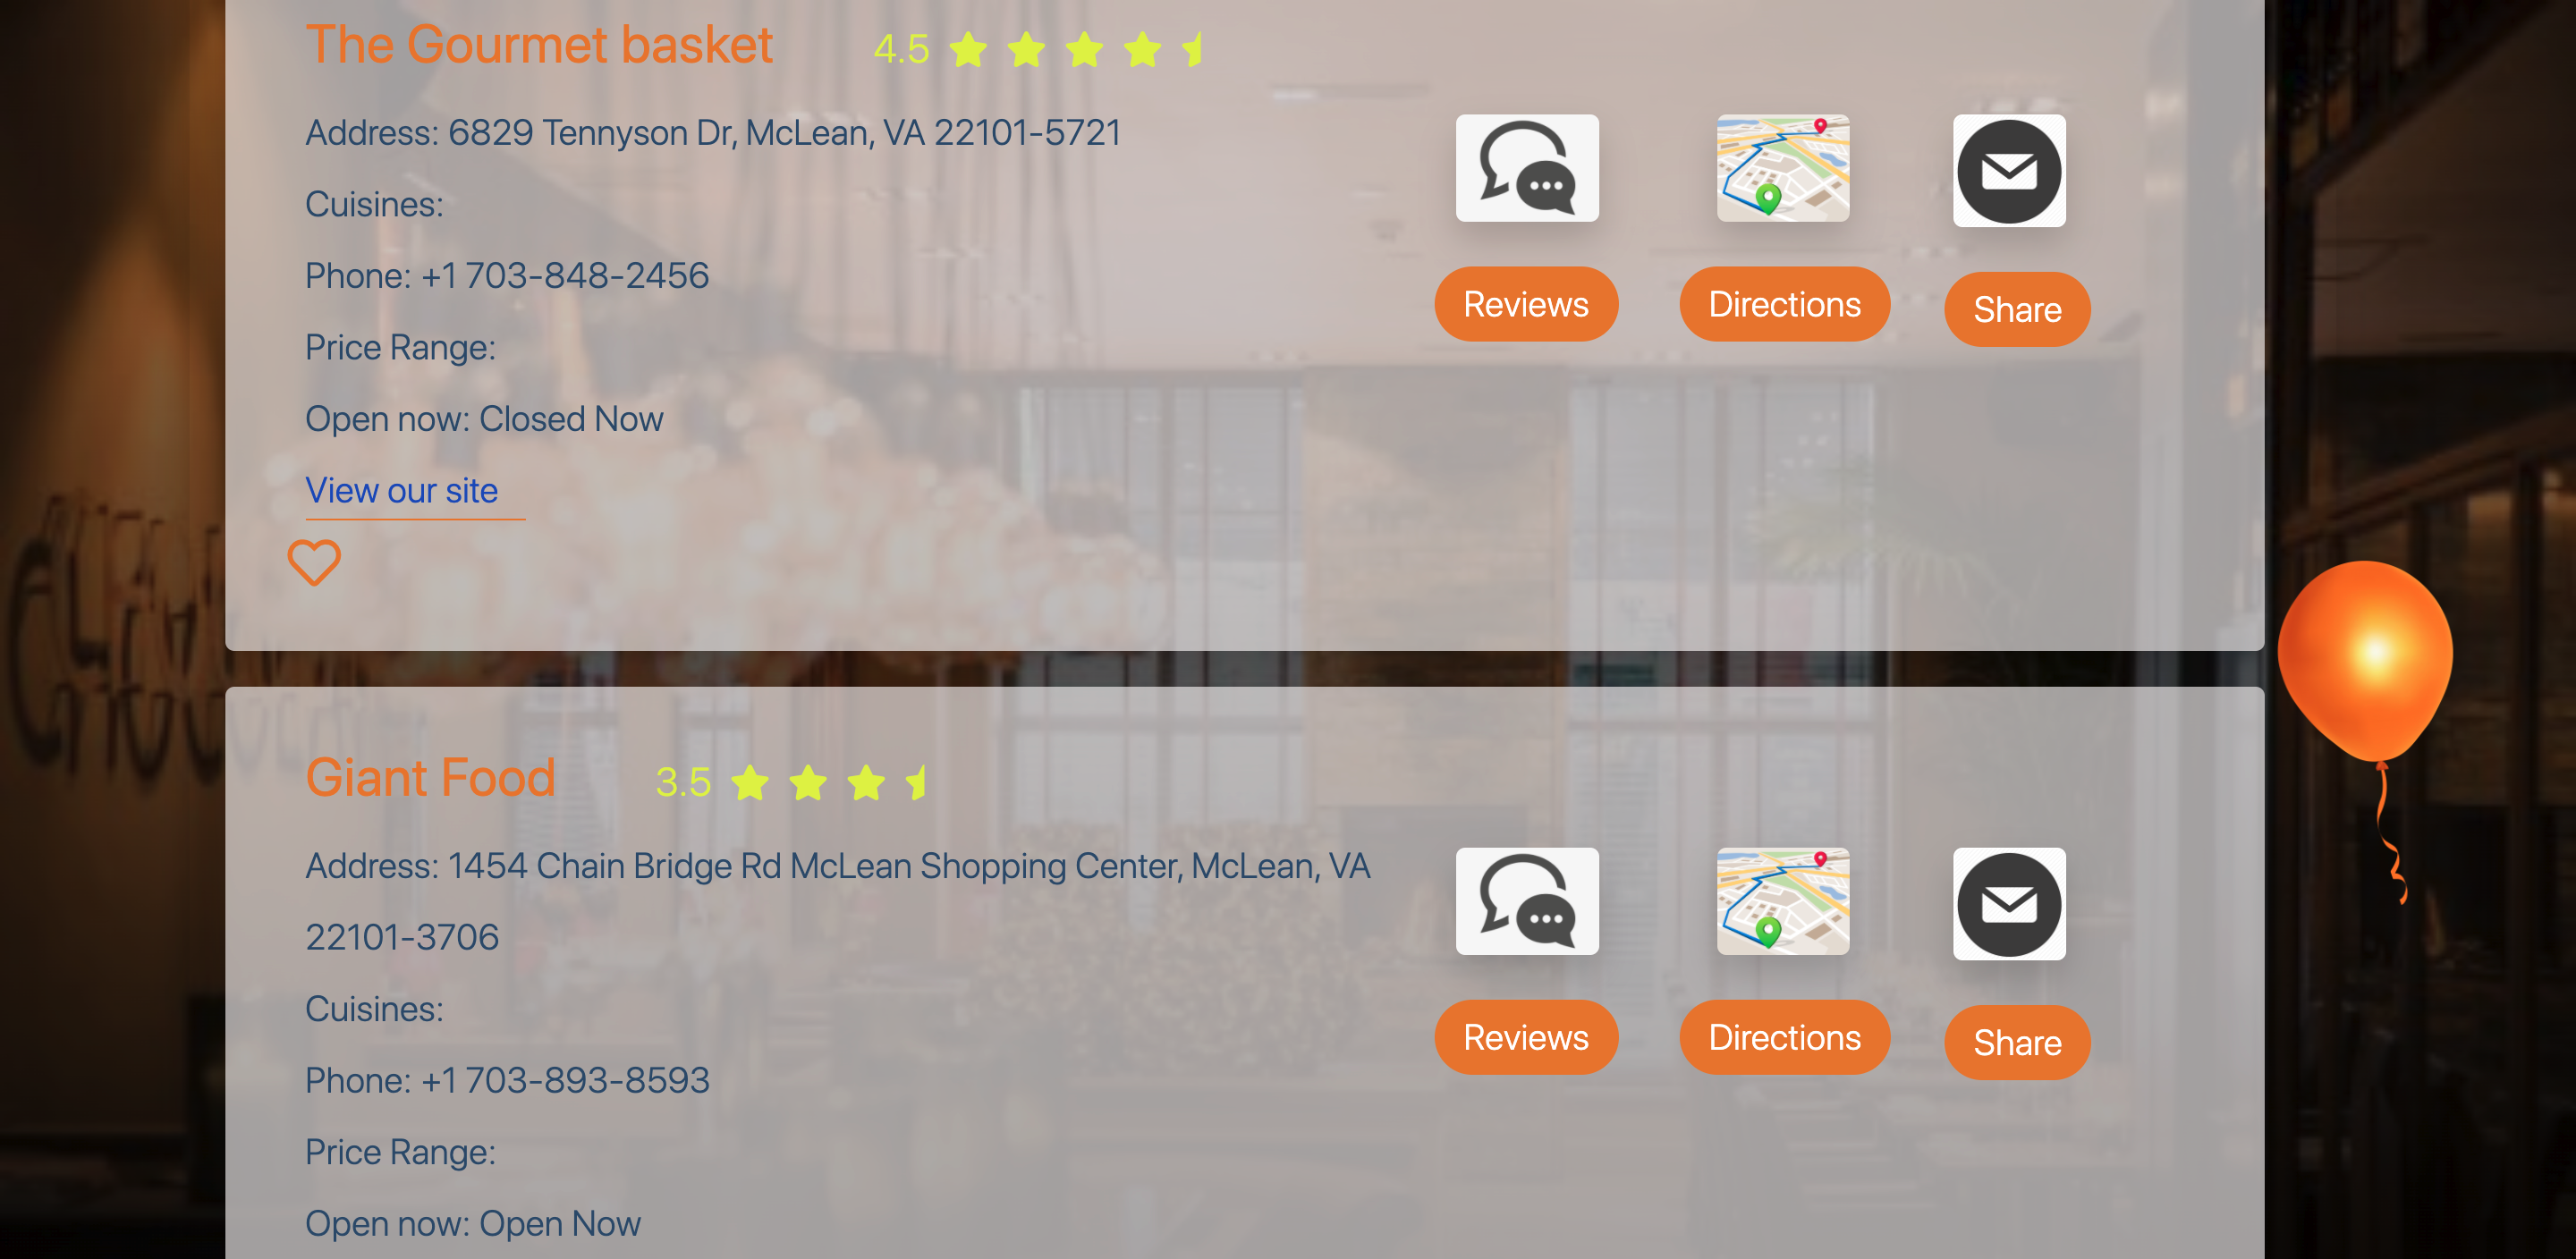 The Gourmet basket 4.5
Address: 6829 Tennyson Dr, McLean, VA 22101-5721
Cuisines:
Phone: +1 703-848-2456
Price Range:
Open now: Closed Now
View our site
Reviews Directions Share
Giant Food 3.5
Address: 1454 Chain Bridge Rd McLean Shopping Center, McLean, VA
22101-3706
Cuisines:
Phone: +1 703-893-8593
Price Range:
Open now: Open Now
Reviews Directions Share